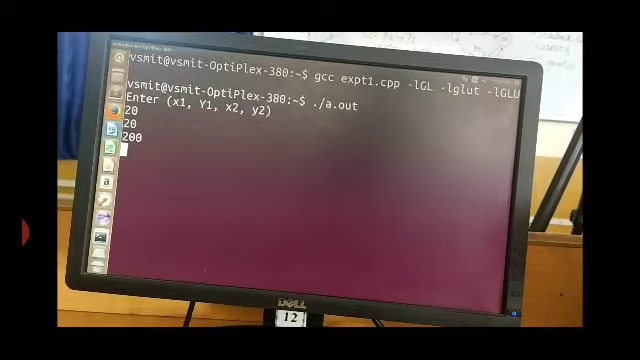 vsmit@vsmit-OptiPlex-380:~$ gcc expt1.cpp -lGL -lglut -lGLU
vsmit@vsmit-OptiPlex-380:~$ ./a.out
Enter (x1, Y1, x2, y2)
20
20
200
DELL
12